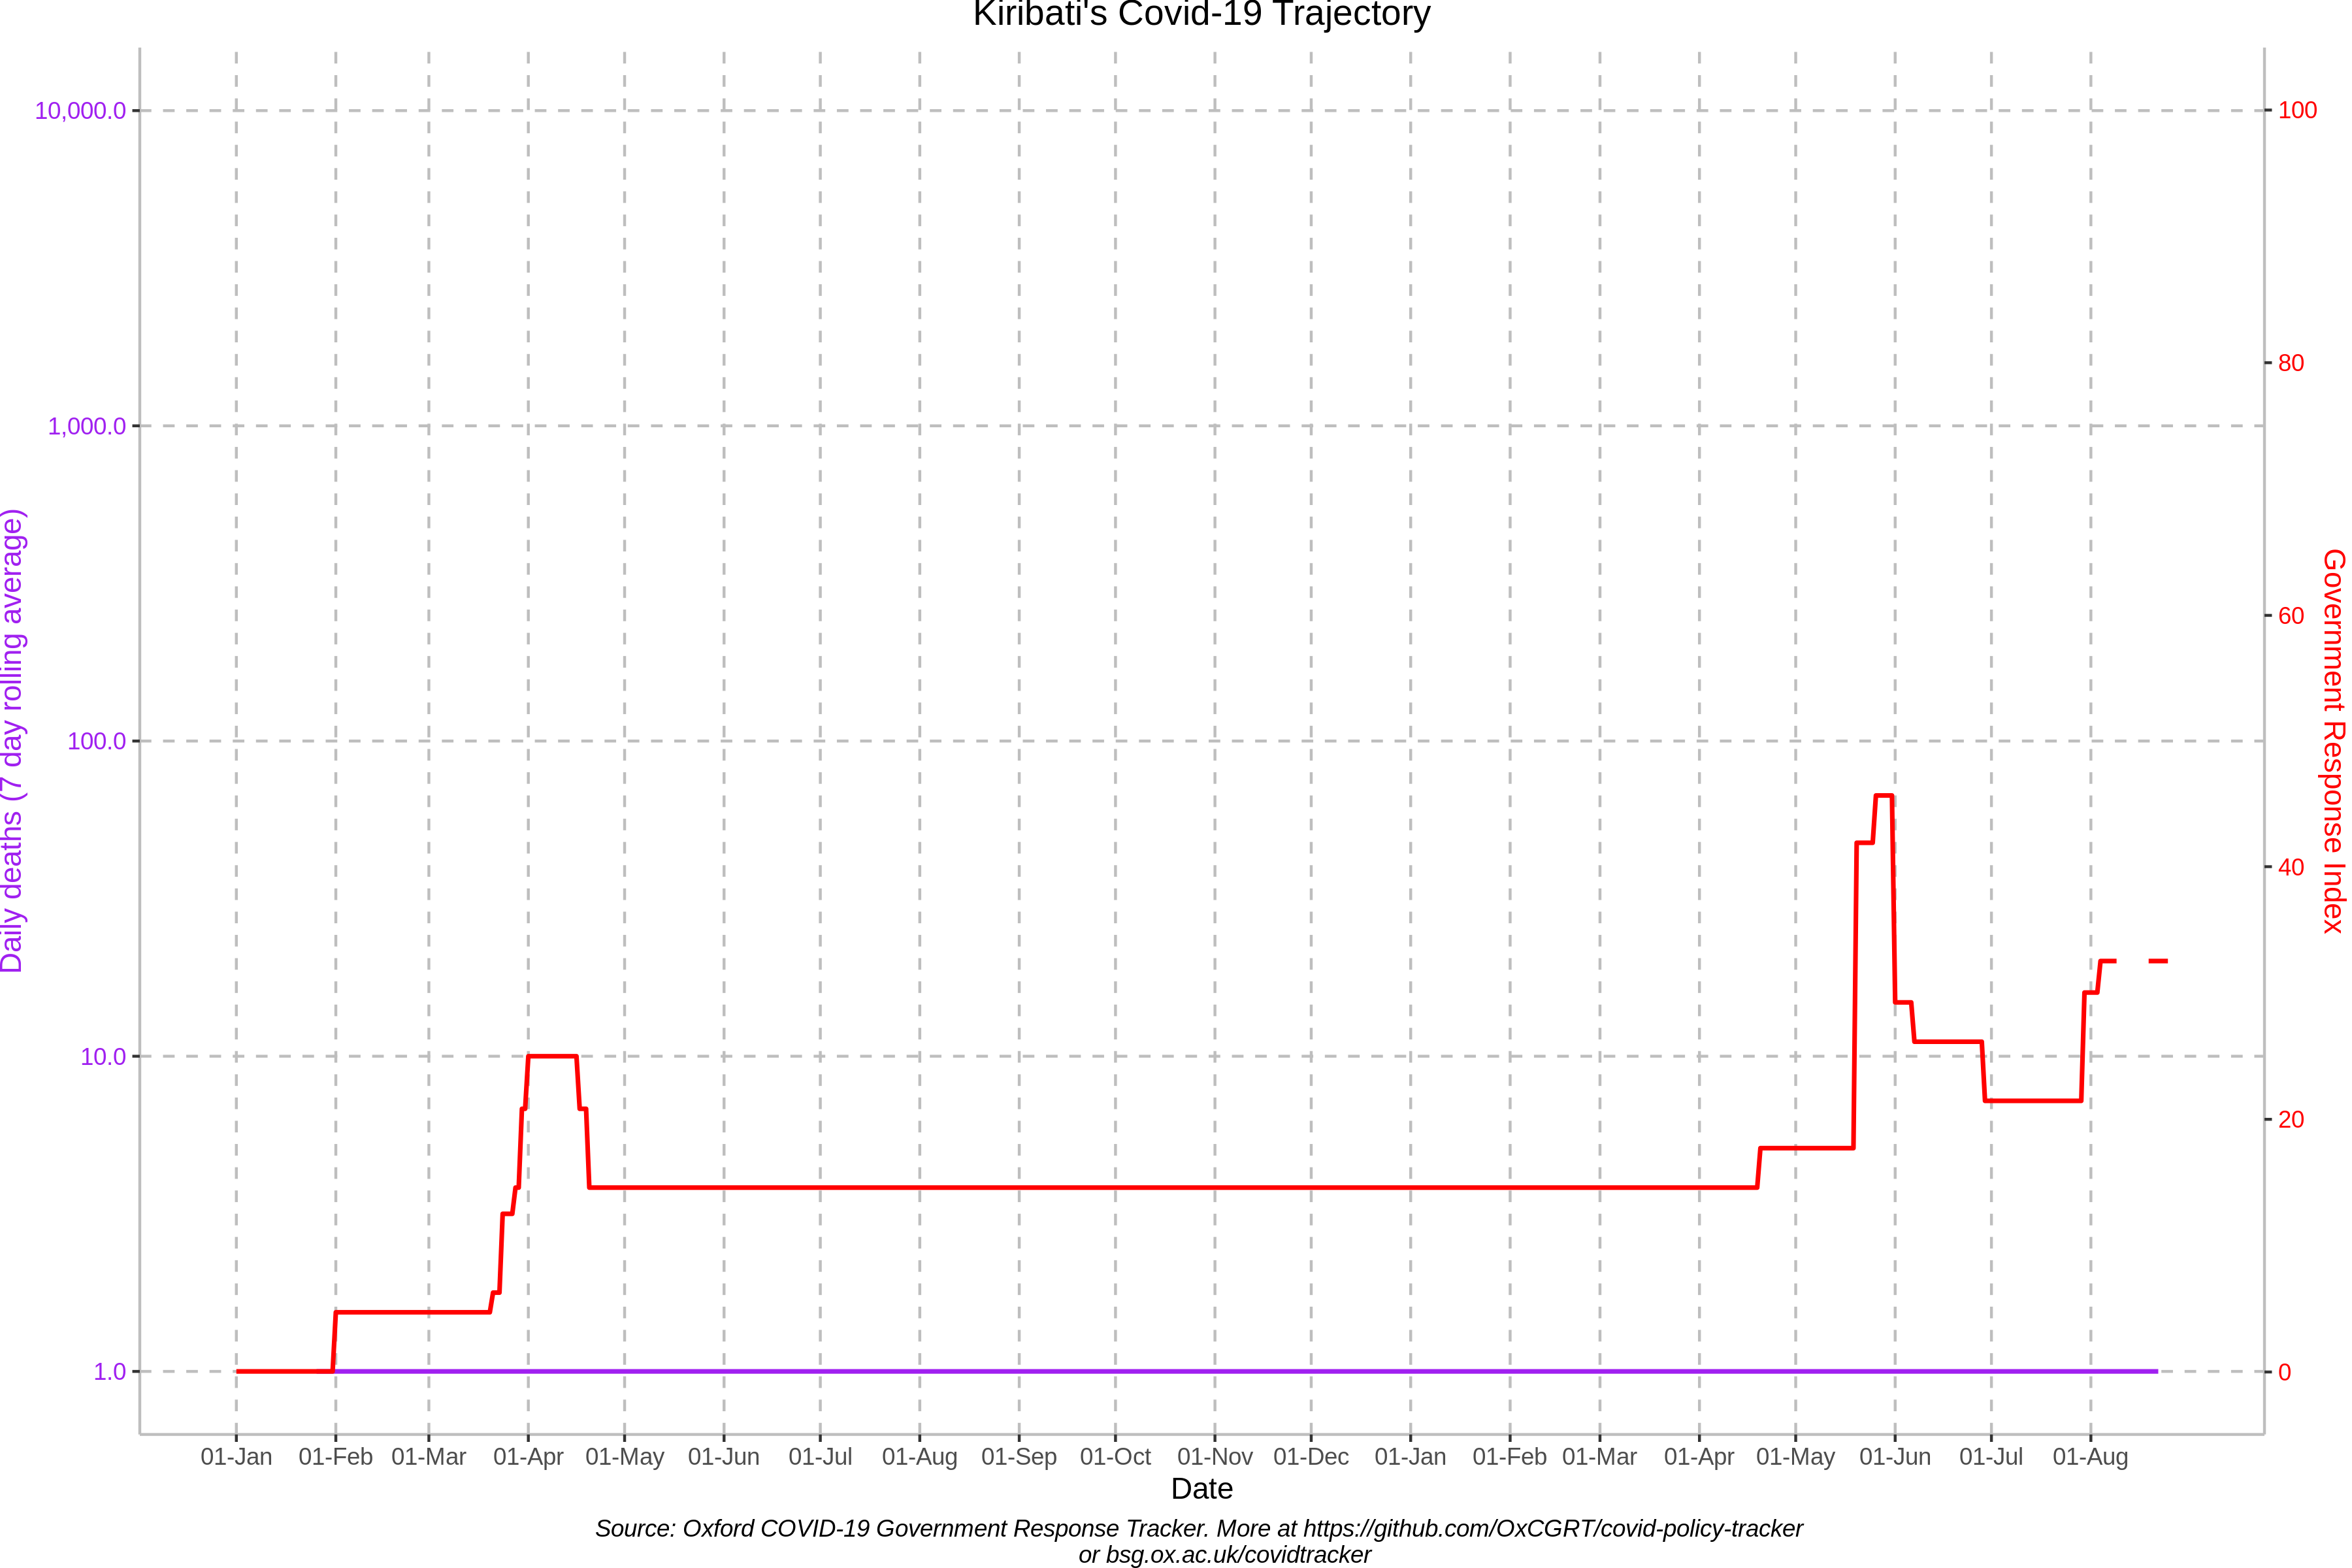 Kiribati's Covid-19 Trajectory
10,000.0
1,000.0
100.0
10.0
1.0
Daily deaths (7 day rolling average)
100
80
60
40
20
0
Government Response Index
01-Jan 01-Feb 01-Mar 01-Apr 01-May 01-Jun 01-Jul 01-Aug 01-Sep 01-Oct 01-Nov 01-Dec 01-Jan 01-Feb 01-Mar 01-Apr 01-May 01-Jun 01-Jul 01-Aug
Date
Source: Oxford COVID-19 Government Response Tracker. More at https://github.com/OxCGRT/covid-policy-tracker
or bsg.ox.ac.uk/covidtracker